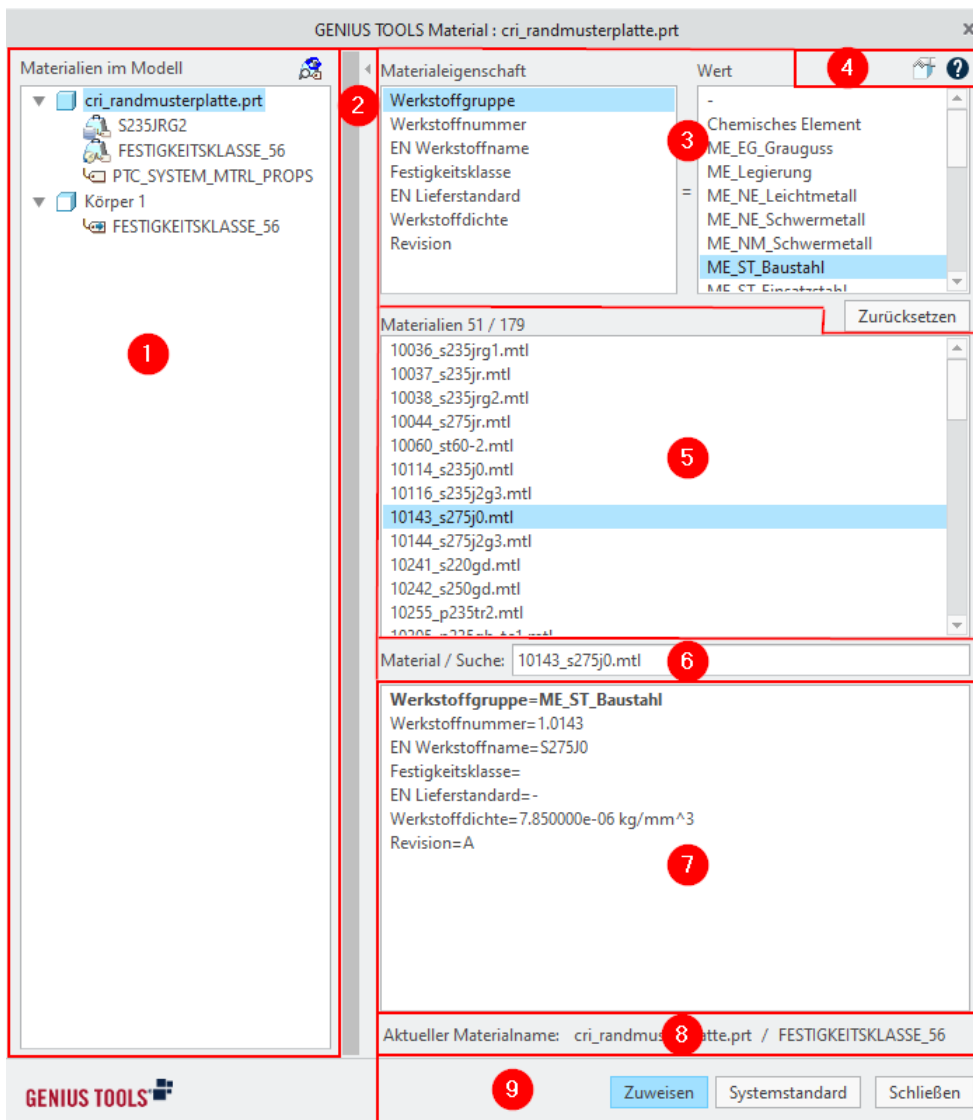 GENIUS TOOLS Material : cri_randmusterplatte.prt
Materialien im Modell
cri_randmusterplatte.prt
S235JRG2
FESTIGKEITSKLASSE_56
PTC_SYSTEM_MTRL_PROPS
Körper 1
FESTIGKEITSKLASSE_56
1
2
Materialeigenschaft
Werkstoffgruppe
Werkstoffnummer
EN Werkstoffname
Festigkeitsklasse
EN Lieferstandard
Werkstoffdichte
Revision
=
3
Wert
-
Chemisches Element
ME_EG_Grauguss
ME_Legierung
ME_NE_Leichtmetall
ME_NE_Schwermetall
ME_NM_Schwermetall
ME_ST_Baustahl
ME_ST_Einsatzstahl
4
?
Zurücksetzen
Materialien 51 / 179
10036_s235jrg1.mtl
10037_s235jr.mtl
10038_s235jrg2.mtl
10044_s275jr.mtl
10060_st60-2.mtl
10114_s235j0.mtl
10116_s235j2g3.mtl
10143_s275j0.mtl
10144_s275j2g3.mtl
10241_s220gd.mtl
10242_s250gd.mtl
10255_p235tr2.mtl
5
Material / Suche: 10143_s275j0.mtl
6
Werkstoffgruppe=ME_ST_Baustahl
Werkstoffnummer=1.0143
EN Werkstoffname=S275J0
Festigkeitsklasse=
EN Lieferstandard=-
Werkstoffdichte=7.850000e-06 kg/mm^3
Revision=A
7
Aktueller Materialname: cri_randmus atte.prt / FESTIGKEITSKLASSE_56
8
GENIUS TOOLS
9
Zuweisen
Systemstandard
Schließen